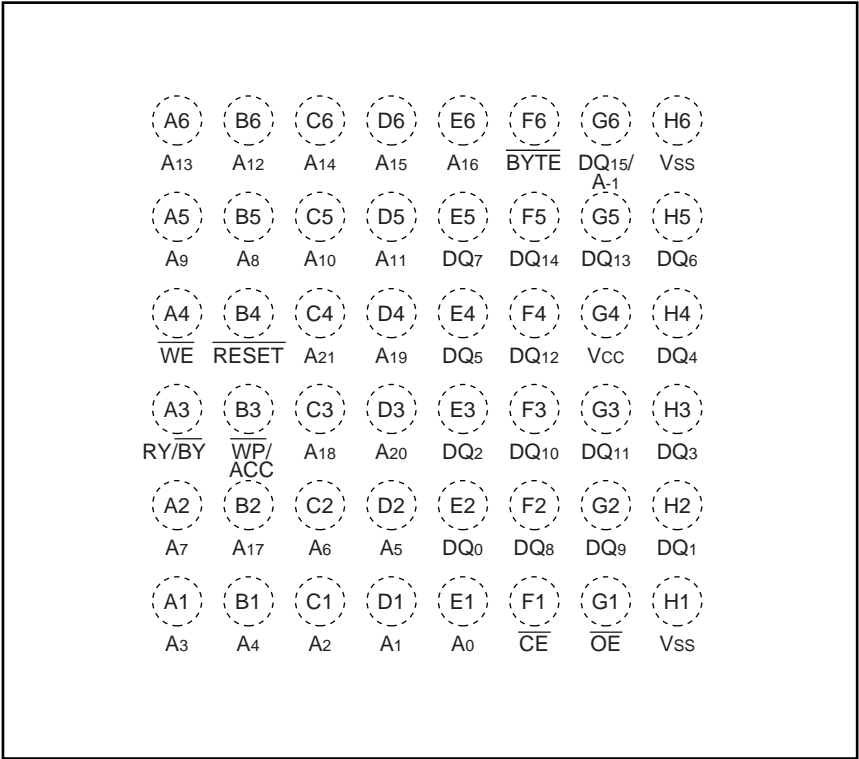 A6 B6 C6 D6 E6 F6 G6 H6
A13 A12 A14 A15 A16 BYTE DQ15/ VSS
A-1
A5 B5 C5 D5 E5 F5 G5 H5
A9 A8 A10 A11 DQ7 DQ14 DQ13 DQ6
A4 B4 C4 D4 E4 F4 G4 H4
WE RESET A21 A19 DQ5 DQ12 VCC DQ4
A3 B3 C3 D3 E3 F3 G3 H3
RY/BY WP/ A18 A20 DQ2 DQ10 DQ11 DQ3
ACC
A2 B2 C2 D2 E2 F2 G2 H2
A7 A17 A6 A5 DQ0 DQ8 DQ9 DQ1
A1 B1 C1 D1 E1 F1 G1 H1
A3 A4 A2 A1 A0 CE OE VSS